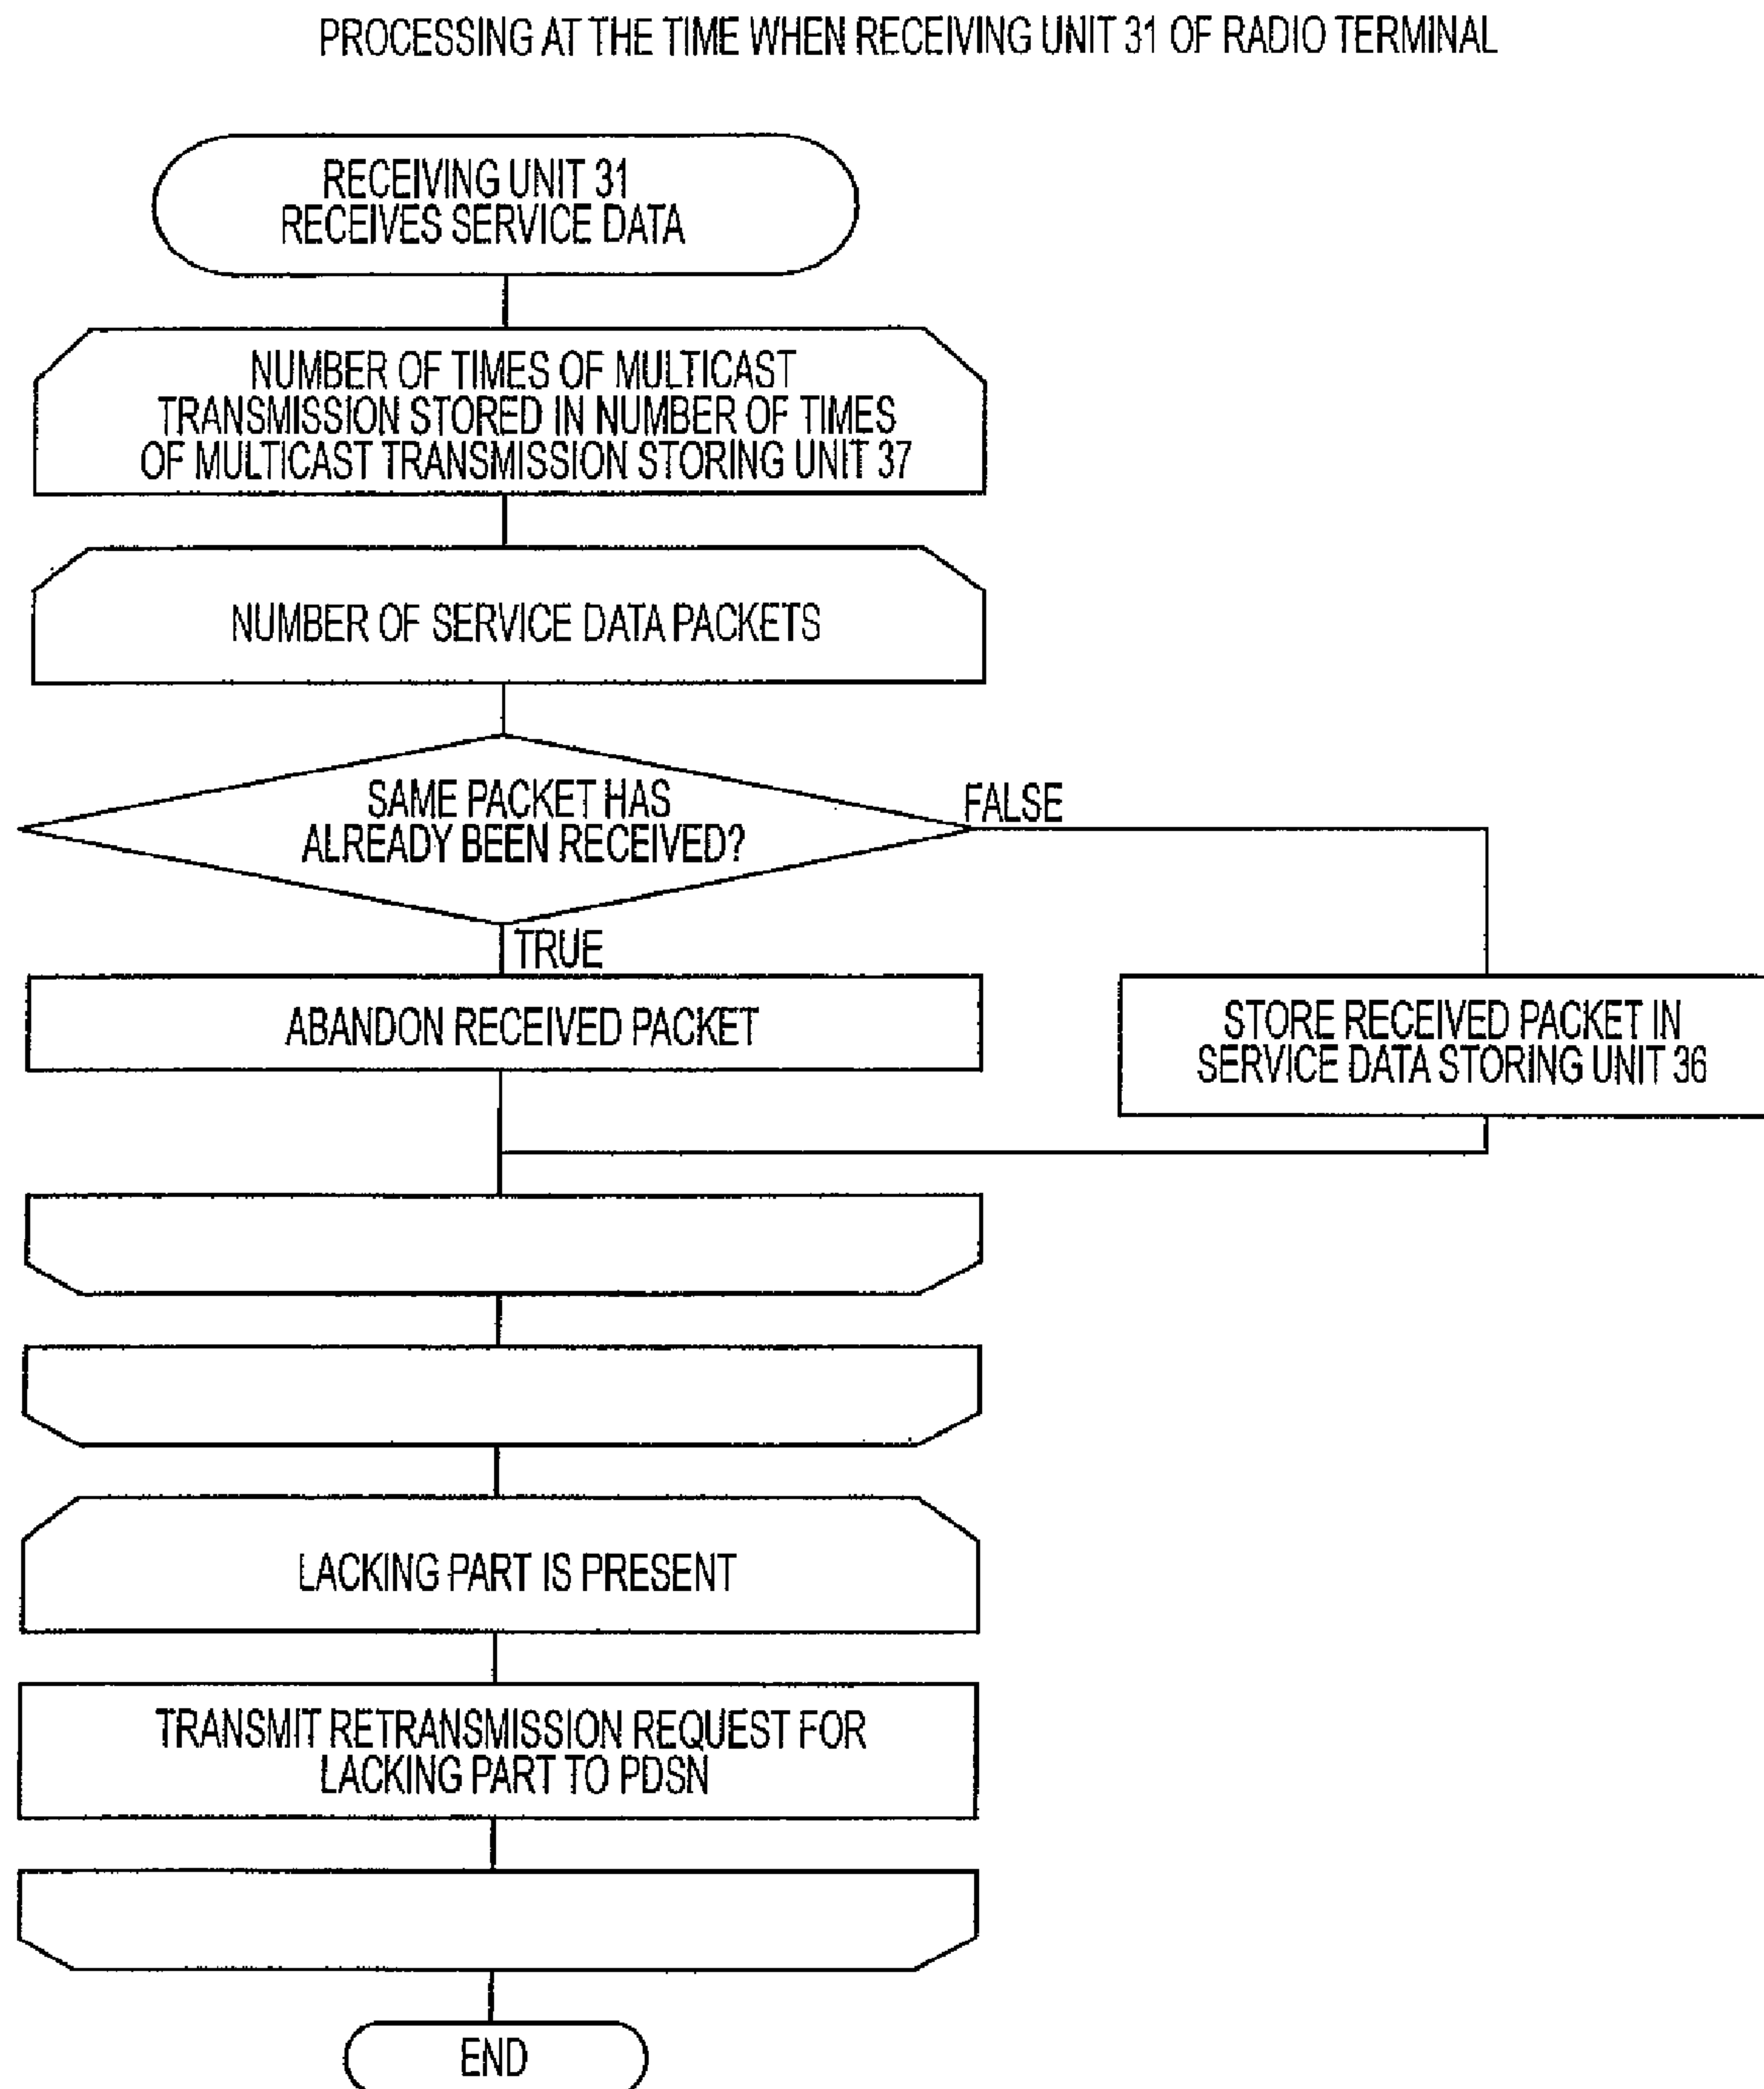 PROCESSING AT THE TIME WHEN RECEIVING UNIT 31 OF RADIO TERMINAL
RECEIVING UNIT 31
RECEIVES SERVICE DATA
NUMBER OF TIMES OF MULTICAST
TRANSMISSION STORED IN NUMBER OF TIMES
OF MULTICAST TRANSMISSION STORING UNIT 37
NUMBER OF SERVICE DATA PACKETS
SAME PACKET HAS
ALREADY BEEN RECEIVED?
FALSE
TRUE
ABANDON RECEIVED PACKET
STORE RECEIVED PACKET IN
SERVICE DATA STORING UNIT 36
LACKING PART IS PRESENT
TRANSMIT RETRANSMISSION REQUEST FOR
LACKING PART TO PDSN
END